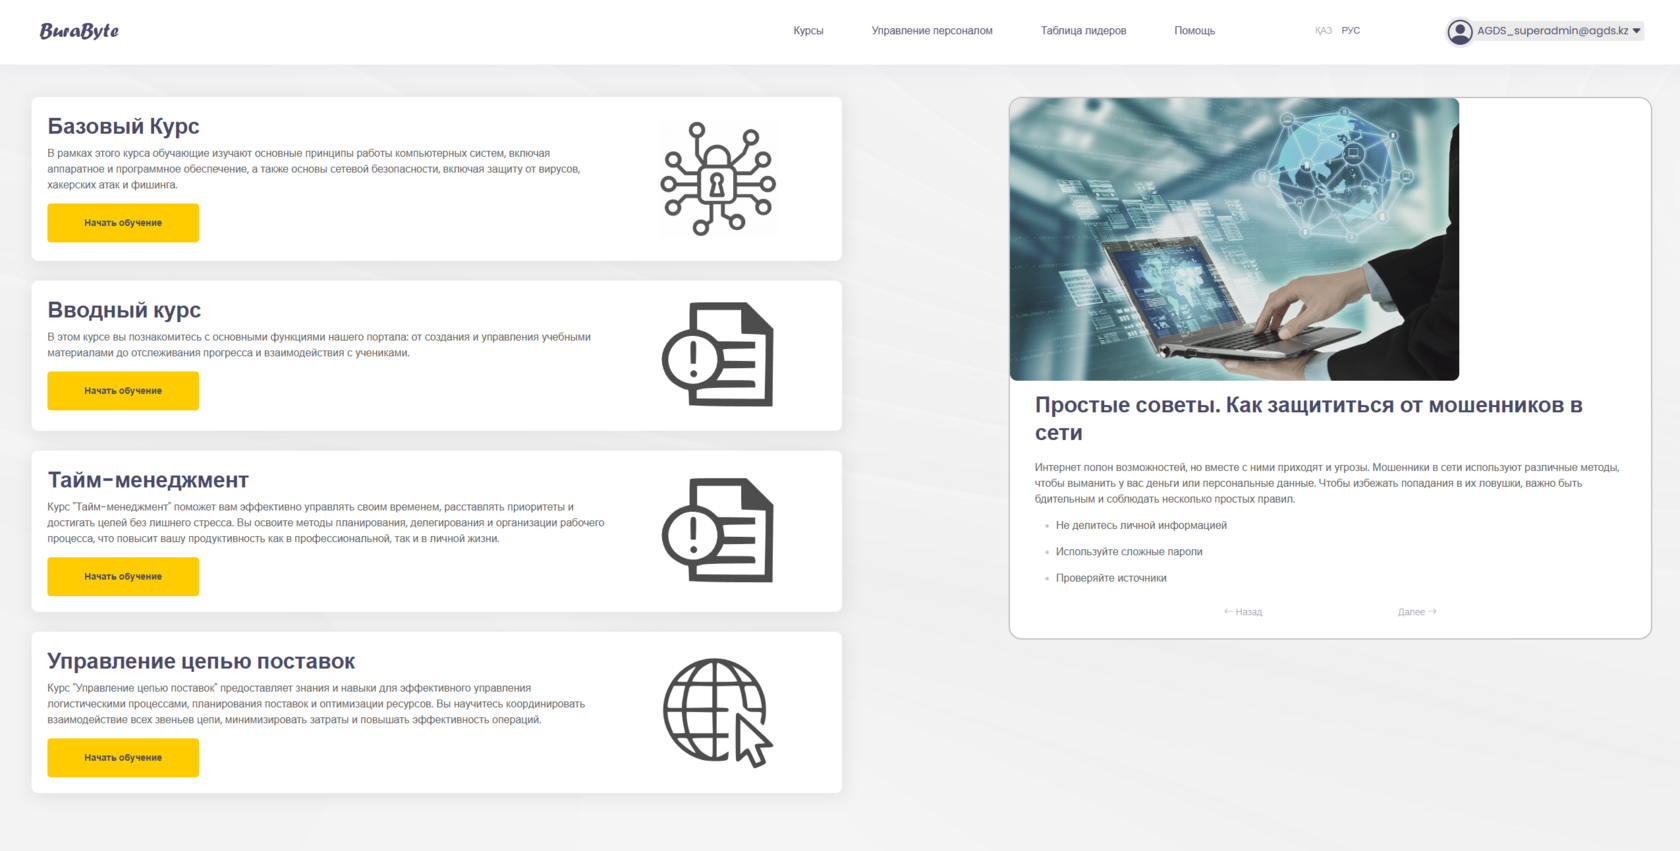 BuraByte
Курсы
Управление персоналом
Таблица лидеров
Помощь
ҚАЗ РУС
AGDS_superadmin@agds.kz
Базовый Курс
В рамках этого курса обучающие изучают основные принципы работы компьютерных систем, включая
аппаратное и программное обеспечение, а также основы сетевой безопасности, включая защиту от вирусов,
хакерских атак и фишинга.
Начать обучение
Вводный курс
В этом курсе вы познакомитесь с основными функциями нашего портала: от создания и управления учебными
материалами до отслеживания прогресса и взаимодействия с учениками.
Начать обучение
Тайм-менеджмент
Курс "Тайм-менеджмент" поможет вам эффективно управлять своим временем, расставлять приоритеты и
достигать целей без лишнего стресса. Вы освоите методы планирования, делегирования и организации рабочего
процесса, что повысит вашу продуктивность как в профессиональной, так и в личной жизни.
Начать обучение
Управление цепью поставок
Курс "Управление цепью поставок" предоставляет знания и навыки для эффективного управления
логистическими процессами, планирования поставок и оптимизации ресурсов. Вы научитесь координировать
взаимодействие всех звеньев цепи, минимизировать затраты и повышать эффективность операций.
Начать обучение
Простые советы. Как защититься от мошенников в
сети
Интернет полон возможностей, но вместе с ними приходят и угрозы. Мошенники в сети используют различные методы,
чтобы выманить у вас деньги или персональные данные. Чтобы избежать попадания в их ловушки, важно быть
бдительным и соблюдать несколько простых правил.
Не делитесь личной информацией
Используйте сложные пароли
Проверяйте источники
← Назад
Далее →